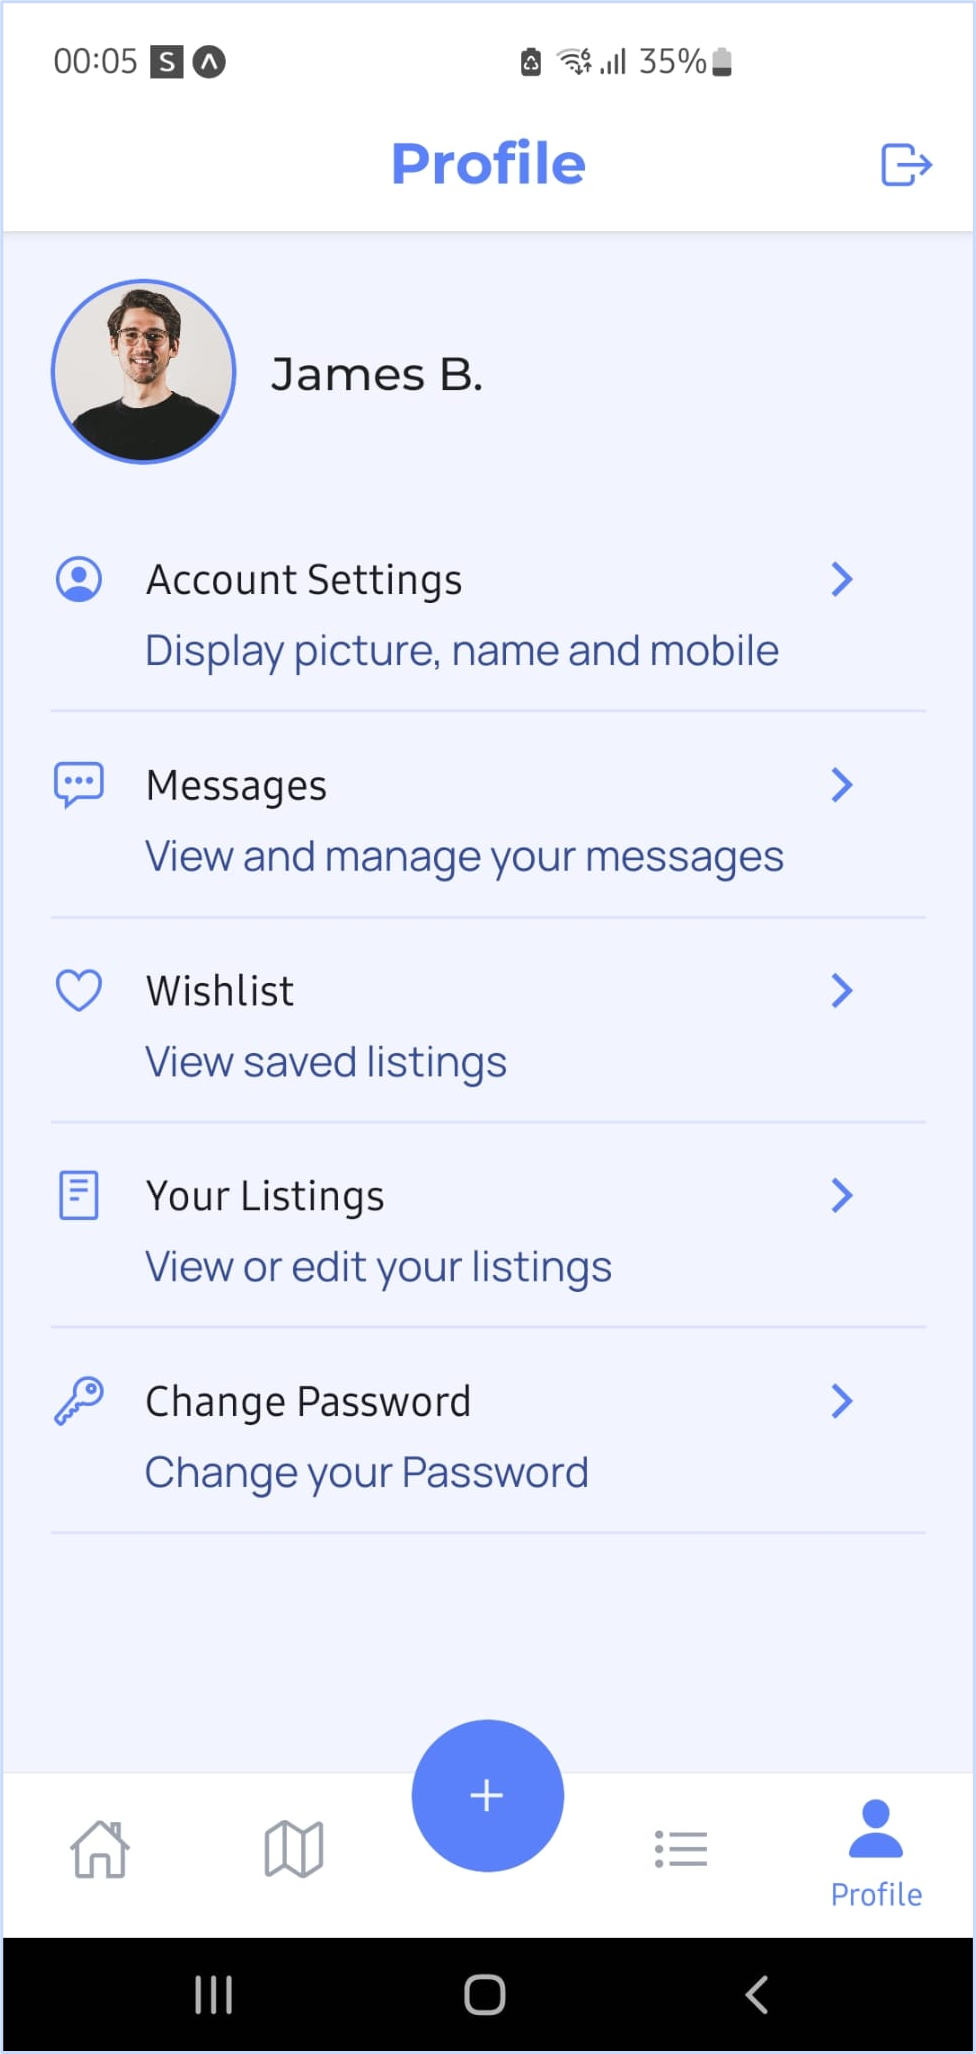 00:05 S 6 35%
Profile
James B.
Account Settings
Display picture, name and mobile
Messages
View and manage your messages
Wishlist
View saved listings
Your Listings
View or edit your listings
Change Password
Change your Password
Profile